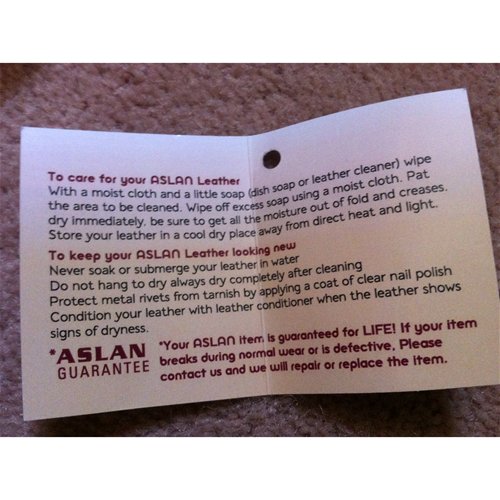 To care for your ASLAN Leather
With a moist cloth and a little soap (dish soap or leather cleaner) wipe
the area to be cleaned. Wipe off excess soap using a moist cloth. Pat
dry immediately. be sure to get all the moisture out of fold and creases.
Store your leather in a cool dry place away from direct heat and light.
To keep your ASLAN Leather looking new
Never soak or submerge your leather in water
Do not hang to dry always dry completely after cleaning
Protect metal rivets from tarnish by applying a coat of clear nail polish
Condition your leather with leather conditioner when the leather shows
signs of dryness.
*ASLAN
GUARANTEE
*Your ASLAN item is guaranteed for LIFE! If your item
breaks during normal wear or is defective, Please
contact us and we will repair or replace the item.